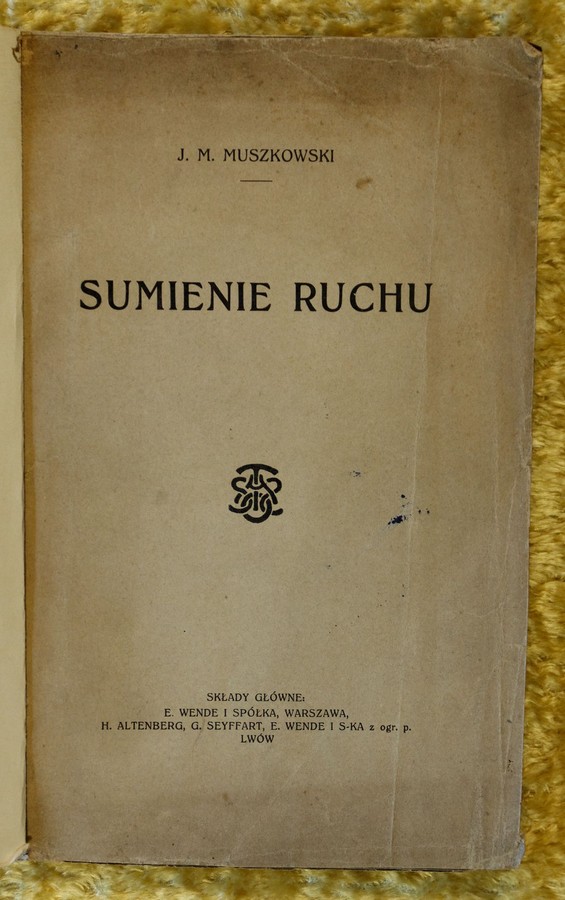 J. M. MUSZKOWSKI
SUMIENIE RUCHU
SKŁADY GŁÓWNE:
E. WENDE I SPÓŁKA, WARSZAWA,
H. ALTENBERG, G. SEYFFART, E. WENDE I S-KA z ogr. p.
LWÓW